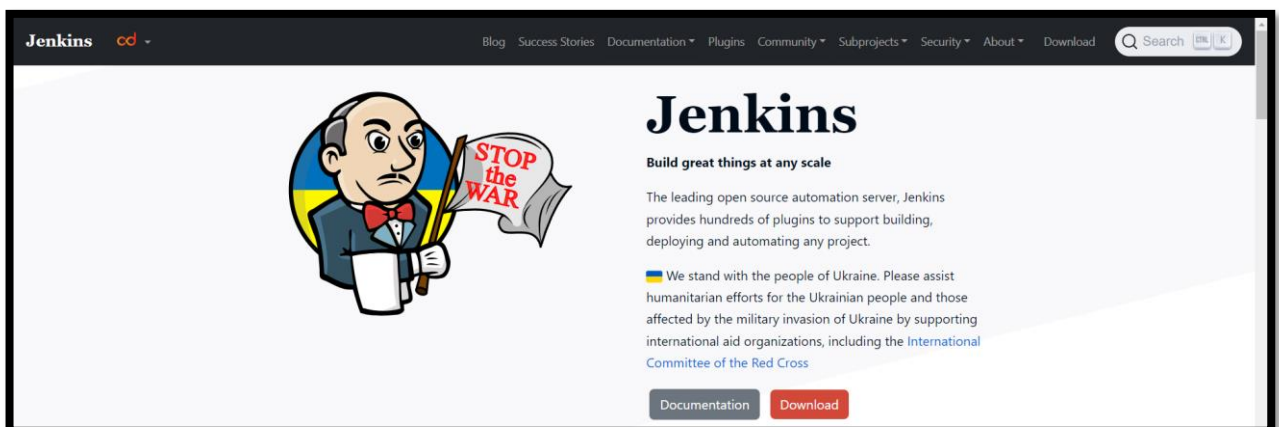 Jenkins cd Blog Success Stories Documentation Plugins Community Subprojects Security About Download Search CTRL K
STOP
the
WAR
Jenkins
Build great things at any scale
The leading open source automation server, Jenkins
provides hundreds of plugins to support building,
deploying and automating any project.
We stand with the people of Ukraine. Please assist
humanitarian efforts for the Ukrainian people and those
affected by the military invasion of Ukraine by supporting
international aid organizations, including the International
Committee of the Red Cross
Documentation Download